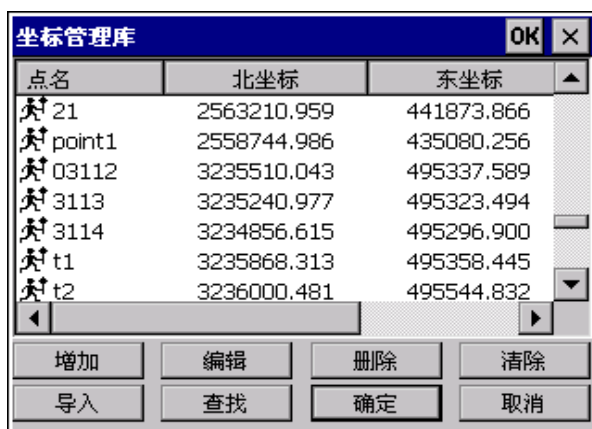 坐标管理库 OK ×
点名 北坐标 东坐标
21 2563210.959 441873.866
point1 2558744.986 435080.256
03112 3235510.043 495337.589
3113 3235240.977 495323.494
3114 3234856.615 495296.900
t1 3235868.313 495358.445
t2 3236000.481 495544.832
增加 编辑 删除 清除
导入 查找 确定 取消